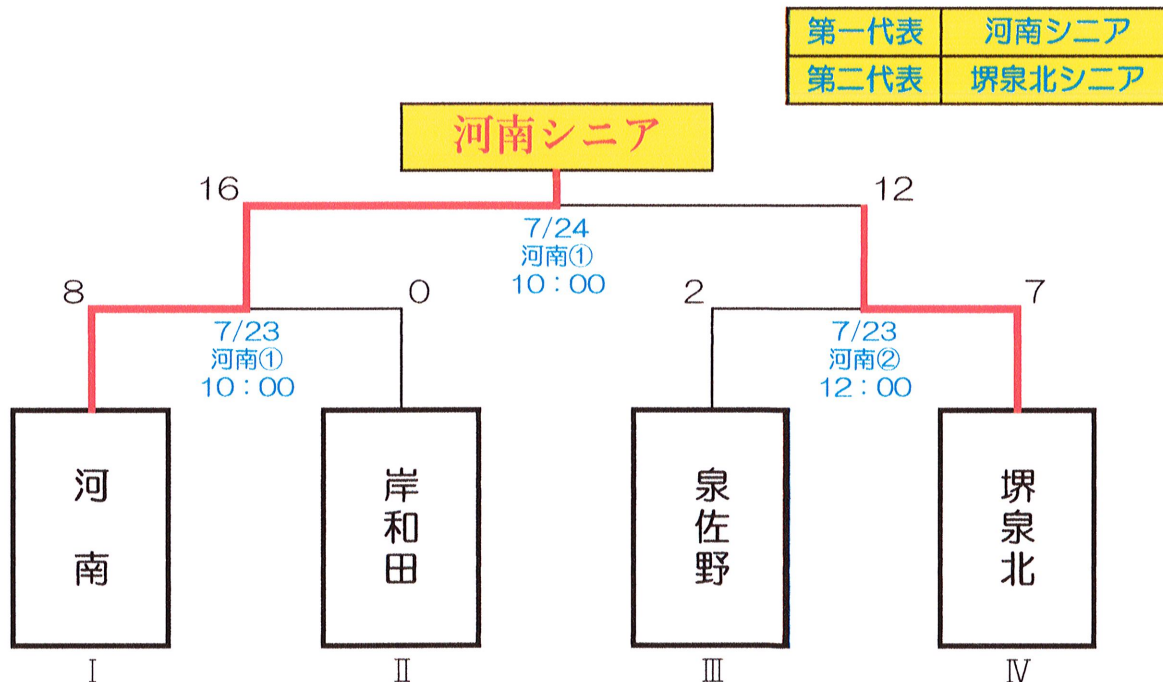 第一代表 河南シニア
第二代表 堺泉北シニア
河南シニア
16 12
7/24
河南①
10:00
8 0 2 7
7/23
河南①
10:00
7/23
河南②
12:00
河南
岸和田
泉佐野
堺泉北
Ⅰ Ⅱ Ⅲ Ⅳ